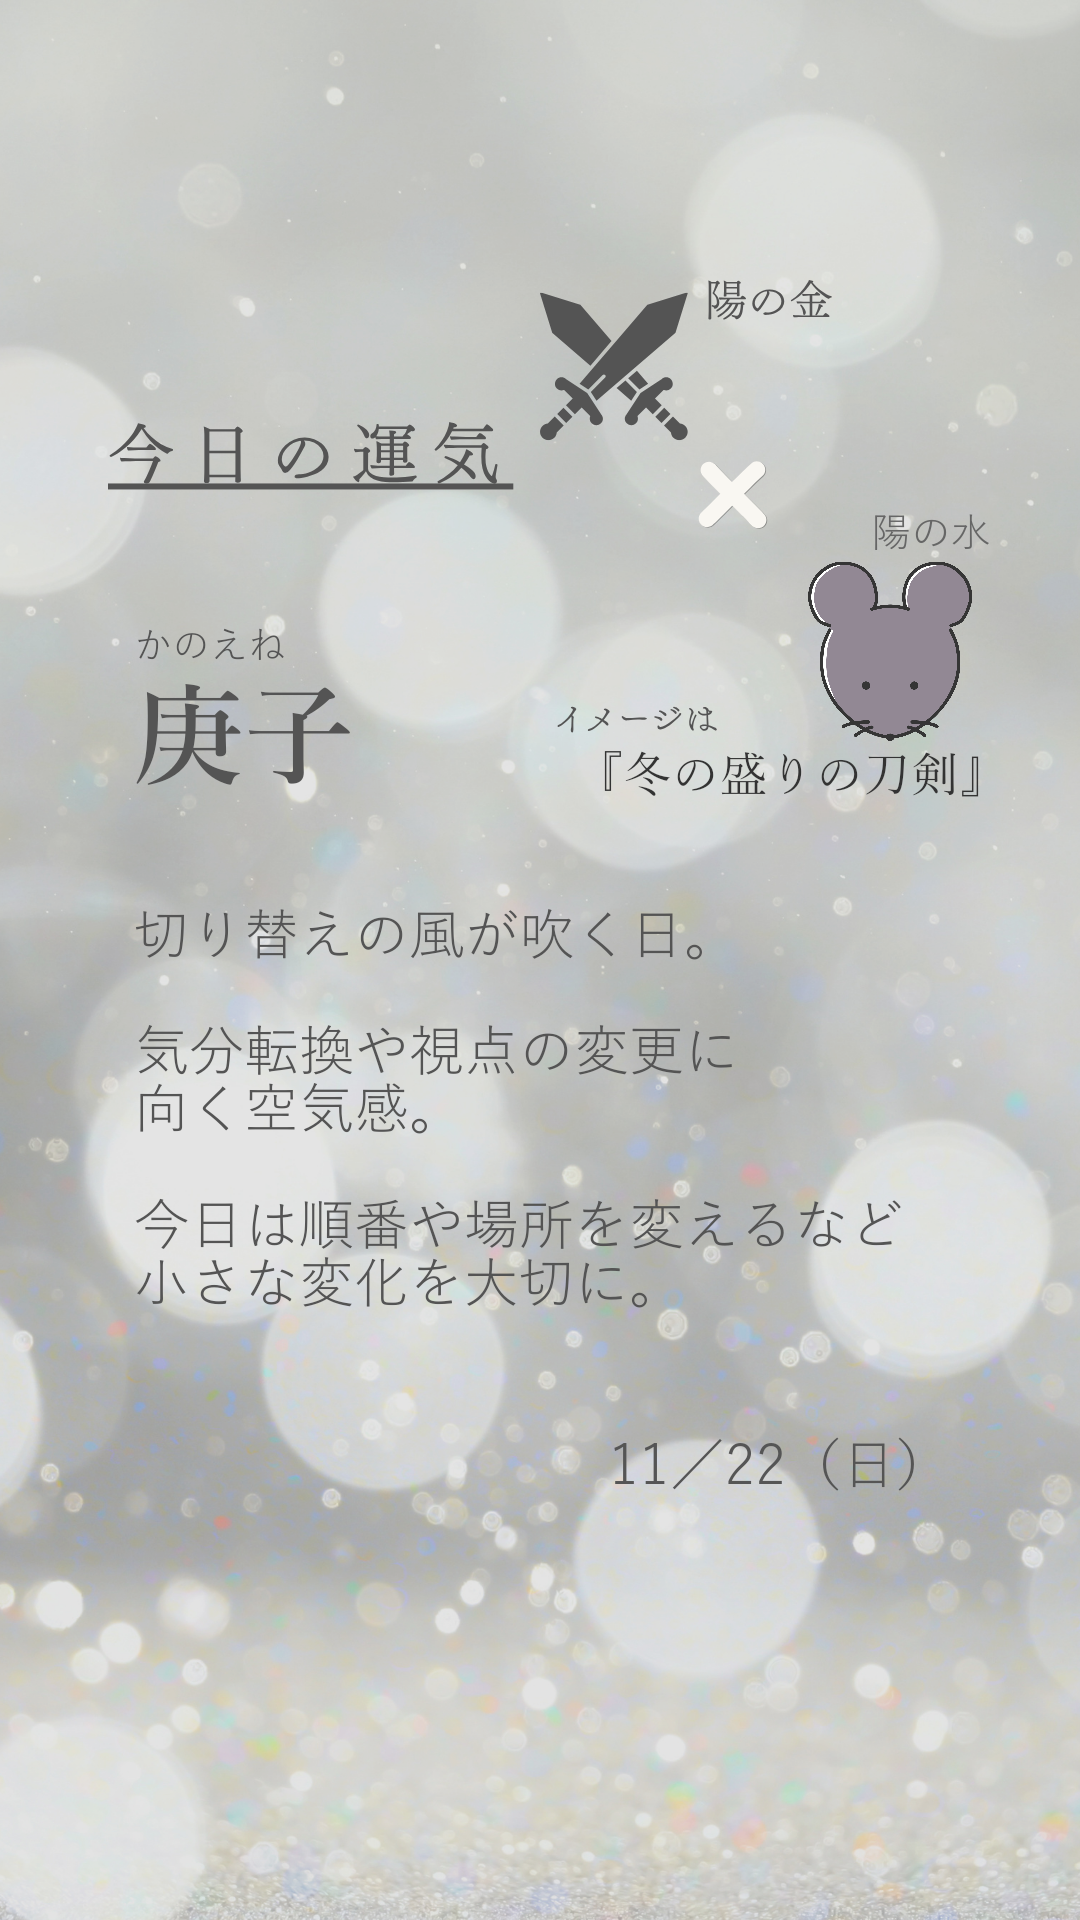 陽の金
今日の運気
陽の水
かのえね
庚子
イメージは
『冬の盛りの刀剣』
切り替えの風が吹く日。
気分転換や視点の変更に
向く空気感。
今日は順番や場所を変えるなど
小さな変化を大切に。
11／22（日）